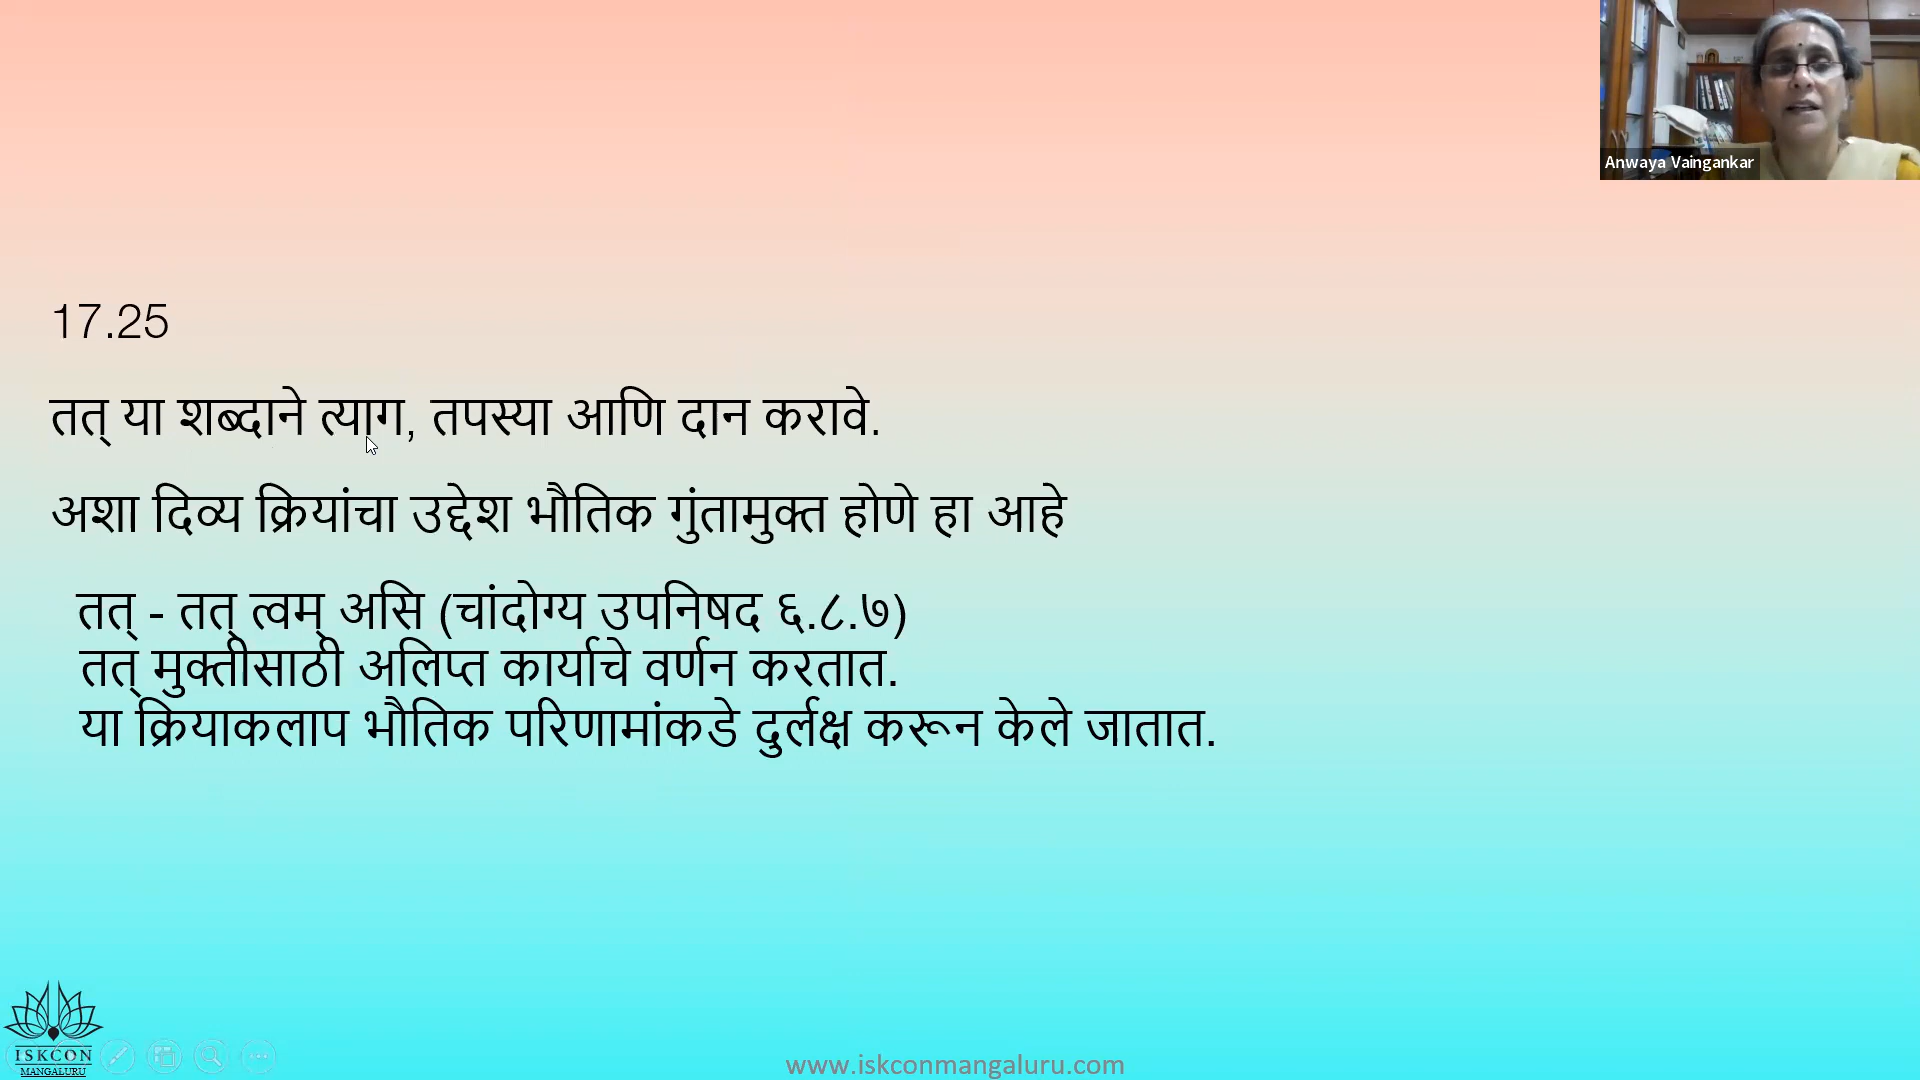 Anwaya Vaingankar
17.25
तत् या शब्दाने त्याग, तपस्या आणि दान करावे.
अशा दिव्य क्रियांचा उद्देश भौतिक गुंतामुक्त होणे हा आहे
तत् - तत् त्वम् असि (चांदोग्य उपनिषद ६.८.७)
तत् मुक्तीसाठी अलिप्त कार्याचे वर्णन करतात.
या क्रियाकलाप भौतिक परिणामांकडे दुर्लक्ष करून केले जातात.
ISKCON
MANGALURU
www.iskconmangaluru.com